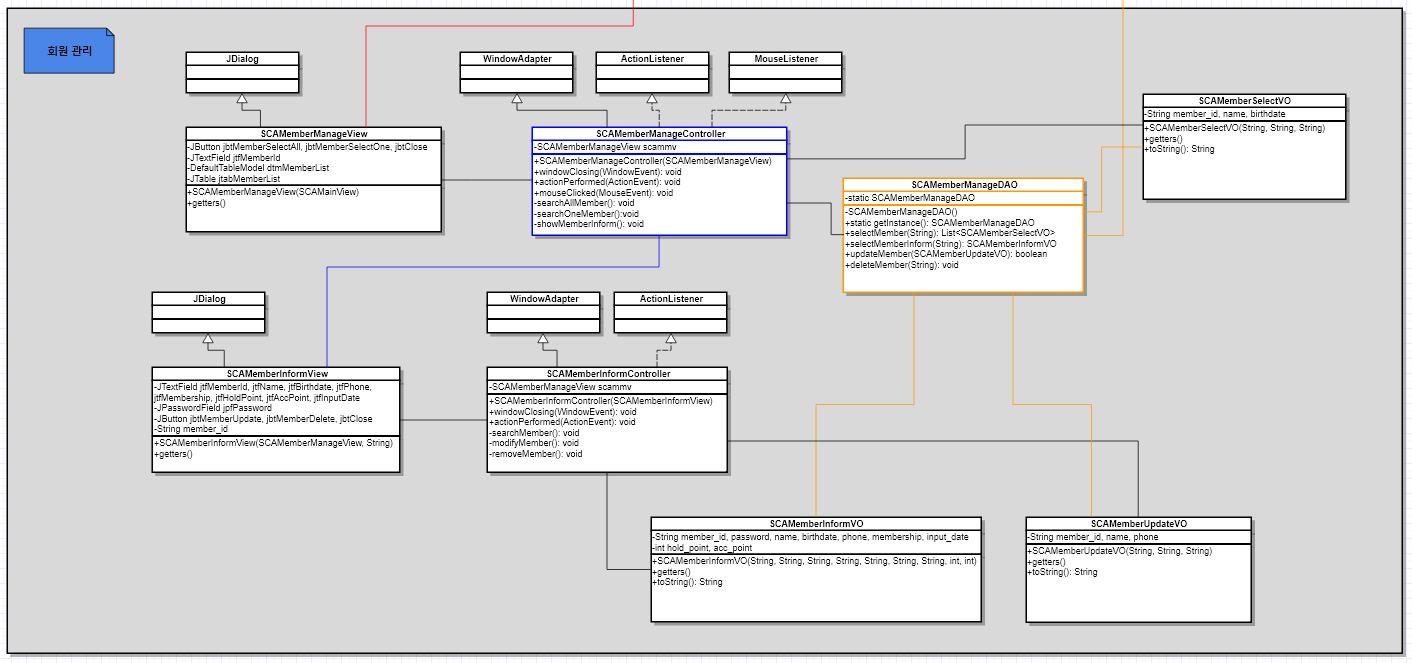 회원 관리
JDialog
WindowAdapter
ActionListener
MouseListener
SCAMemberManageView
-JButton jbtMemberSelectAll, jbtMemberSelectOne, jbtClose
-JTextField jtfMemberId
-DefaultTableModel dtmMemberList
-JTable jtabMemberList
+SCAMemberManageView(SCAMainView)
+getters()
SCAMemberManageController
-SCAMemberManageView scammv
+SCAMemberManageController(SCAMemberManageView)
+windowClosing(WindowEvent): void
+actionPerformed(ActionEvent): void
+mouseClicked(MouseEvent): void
-searchAllMember(): void
-searchOneMember():void
-showMemberInform(): void
SCAMemberSelectVO
-String member_id, name, birthdate
+SCAMemberSelectVO(String, String, String)
+getters()
+toString(): String
SCAMemberManageDAO
-static SCAMemberManageDAO
-SCAMemberManageDAO()
+static getInstance(): SCAMemberManageDAO
+selectMember(String): List<SCAMemberSelectVO>
+selectMemberInform(String): SCAMemberInformVO
+updateMember(SCAMemberUpdateVO): boolean
+deleteMember(String): void
JDialog
WindowAdapter
ActionListener
SCAMemberInformView
-JTextField jtfMemberId, jtfName, jtfBirthdate, jtfPhone,
jtfMembership, jtfHoldPoint, jtfAccPoint, jtfInputDate
-JPasswordField jpfPassword
-JButton jbtMemberUpdate, jbtMemberDelete, jbtClose
-String member_id
+SCAMemberInformView(SCAMemberManageView, String)
+getters()
SCAMemberInformController
-SCAMemberManageView scammv
+SCAMemberInformController(SCAMemberInformView)
+windowClosing(WindowEvent): void
+actionPerformed(ActionEvent): void
-searchMember(): void
-modifyMember(): void
-removeMember(): void
SCAMemberInformVO
-String member_id, password, name, birthdate, phone, membership, input_date
-int hold_point, acc_point
+SCAMemberInformVO(String, String, String, String, String, String, String, int, int)
+getters()
+toString(): String
SCAMemberUpdateVO
-String member_id, name, phone
+SCAMemberUpdateVO(String, String, String)
+getters()
+toString(): String